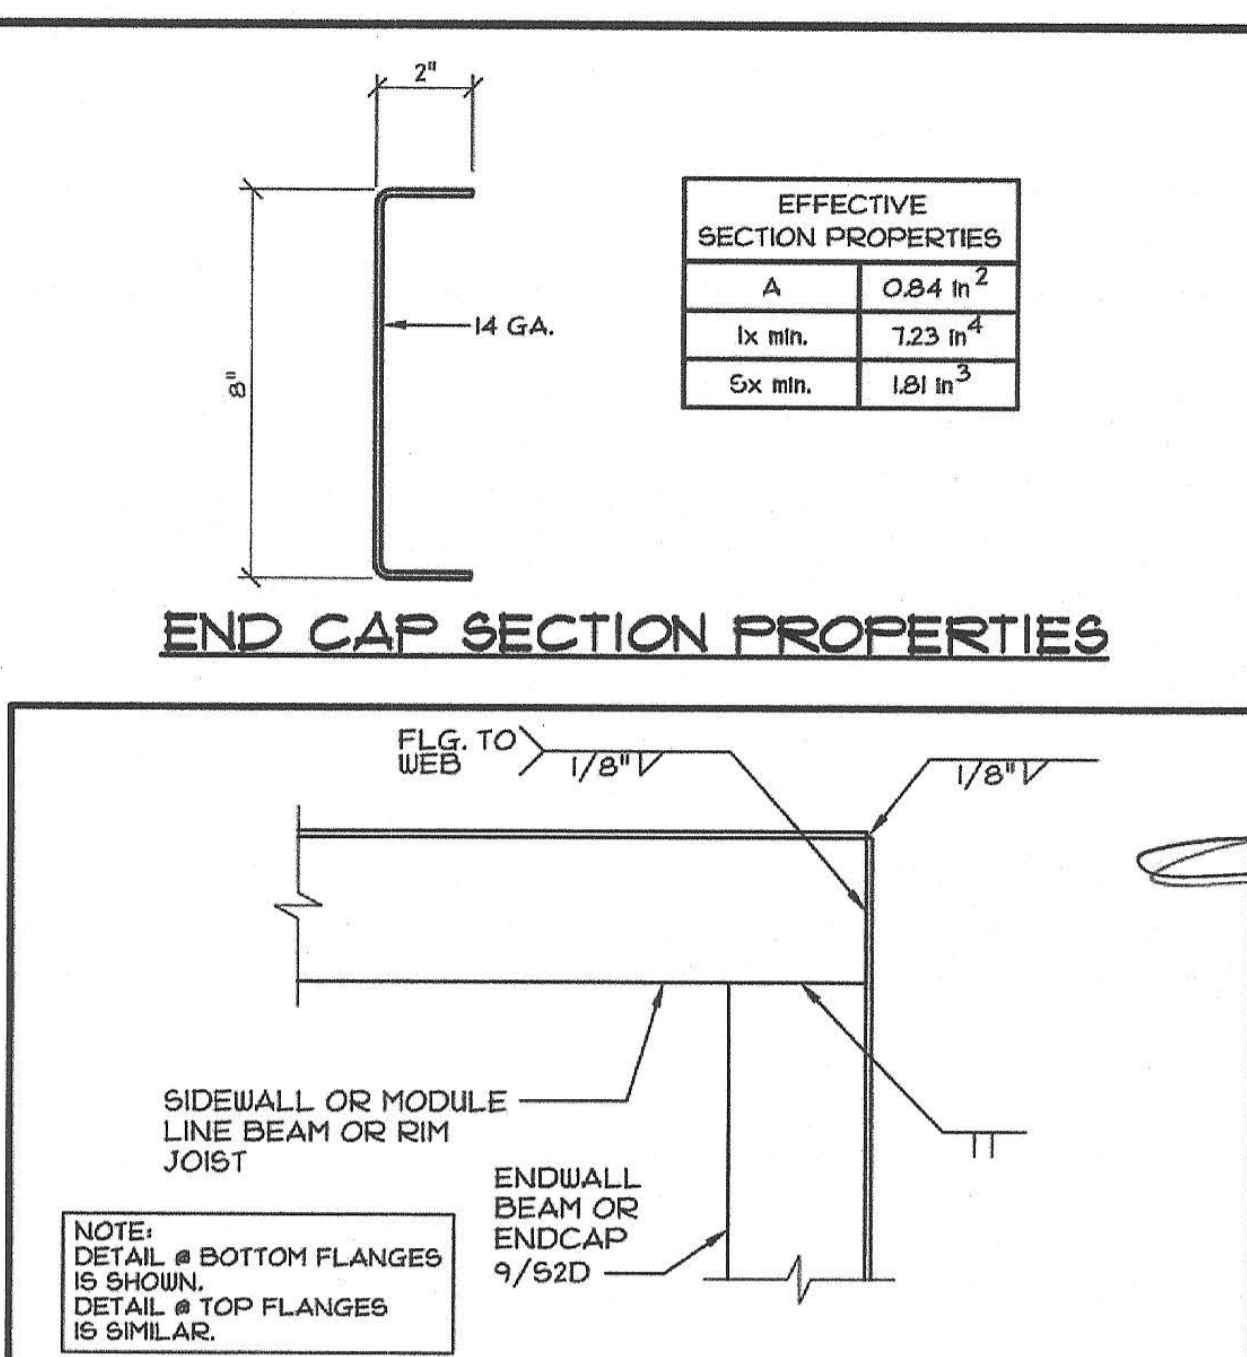 2"
8"
14 GA.
EFFECTIVE
SECTION PROPERTIES
A 0.84 in²
Ix min. 7.23 in⁴
Sx min. 1.81 in³
END CAP SECTION PROPERTIES
FLG. TO
WEB
1/8"
1/8"
SIDEWALL OR MODULE
LINE BEAM OR RIM
JOIST
ENDWALL
BEAM OR
ENDCAP
9/S2D
NOTE:
DETAIL @ BOTTOM FLANGES
IS SHOWN.
DETAIL @ TOP FLANGES
IS SIMILAR.